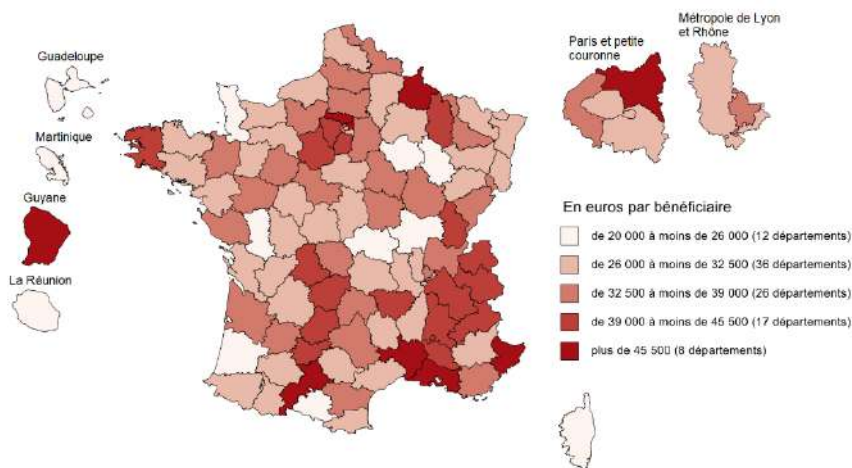 Guadeloupe
Martinique
Guyane
La Réunion
Paris et petite
couronne
Métropole de Lyon
et Rhône
En euros par bénéficiaire
de 20 000 à moins de 26 000 (12 départements)
de 26 000 à moins de 32 500 (36 départements)
de 32 500 à moins de 39 000 (26 départements)
de 39 000 à moins de 45 500 (17 départements)
plus de 45 500 (8 départements)